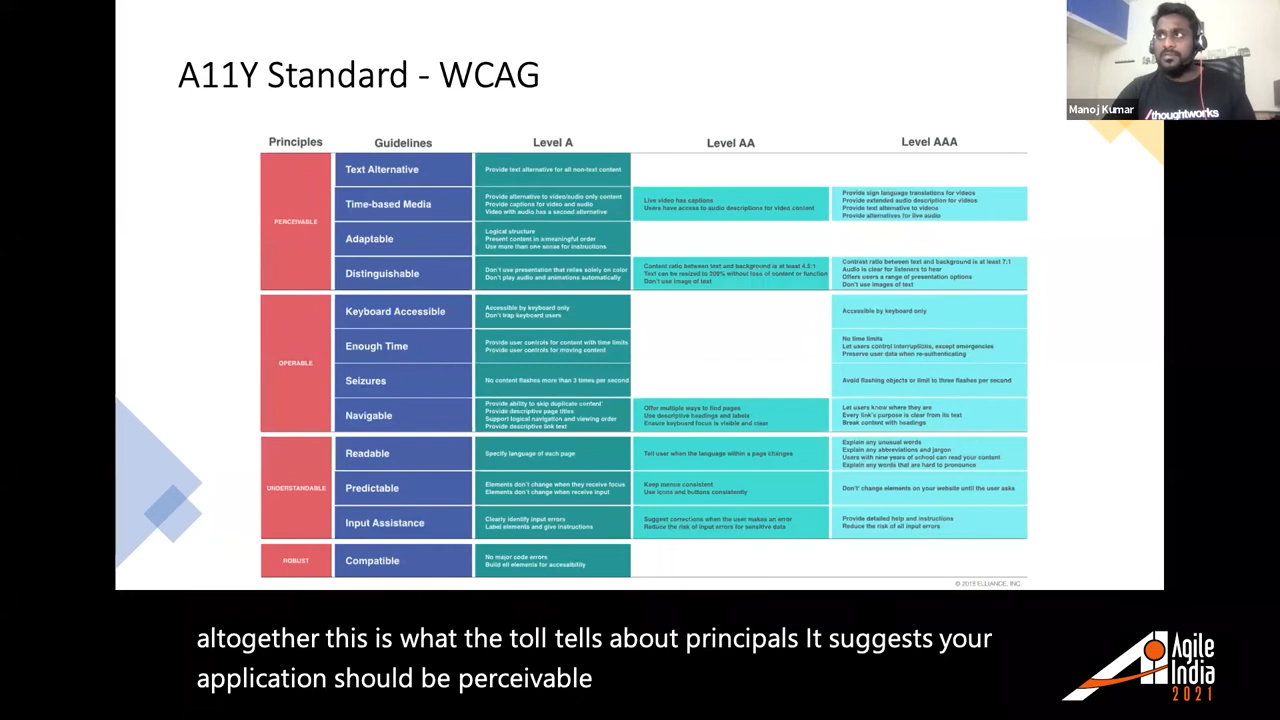 A11Y Standard - WCAG
Manoj Kumar
/thoughtworks
Principles Guidelines Level A Level AA Level AAA
PERCEIVABLE
Text Alternative
Provide text alternative for all non-text content
Time-based Media
Provide alternative to video/audio only content
Provide captions for video and audio
Video with audio has a second alternative
Live video has captions
Users have access to audio descriptions for video content
Provide sign language translations for videos
Provide extended audio description for videos
Provide text alternative to videos
Provide alternatives for live audio
Adaptable
Logical structure
Present content in a meaningful order
Use more than one sense for instructions
Distinguishable
Don't use presentation that relies solely on color
Don't play audio and animations automatically
Content ratio between text and background is at least 4.5:1
Text can be resized to 200% without loss of content or function
Don't use image of text
Contrast ratio between text and background is at least 7:1
Audio is clear for listeners to hear
Offers users a range of presentation options
Don't use images of text
OPERABLE
Keyboard Accessible
Accessible by keyboard only
Don't trap keyboard users
Accessible by keyboard only
Enough Time
Provide user controls for content with time limits
Provide user controls for moving content
No time limits
Let users control interruptions, except emergencies
Preserve user data when re-authenticating
Seizures
No content flashes more than 3 times per second
Avoid flashing objects or limit to three flashes per second
Navigable
Provide ability to skip duplicate content'
Provide descriptive page titles
Support logical navigation and viewing order
Provide descriptive link text
Offer multiple ways to find pages
Use descriptive headings and labels
Ensure keyboard focus is visible and clear
Let users know where they are
Every link's purpose is clear from its text
Break content with headings
UNDERSTANDABLE
Readable
Specify language of each page
Tell user when the language within a page changes
Explain any unusual words
Explain any abbreviations and jargon
Users with nine years of school can read your content
Explain any words that are hard to pronounce
Predictable
Elements don't change when they receive focus
Elements don't change when receive input
Keep menus consistent
Use icons and buttons consistently
Don't' change elements on your website until the user asks
Input Assistance
Clearly identify input errors
Label elements and give instructions
Suggest corrections when the user makes an error
Reduce the risk of input errors for sensitive data
Provide detailed help and instructions
Reduce the risk of all input errors
ROBUST
Compatible
No major code errors
Build all elements for accessibility
© 2018 ELLIANCE, INC.
altogether this is what the toll tells about principals It suggests your
application should be perceivable
Agile
India
2021